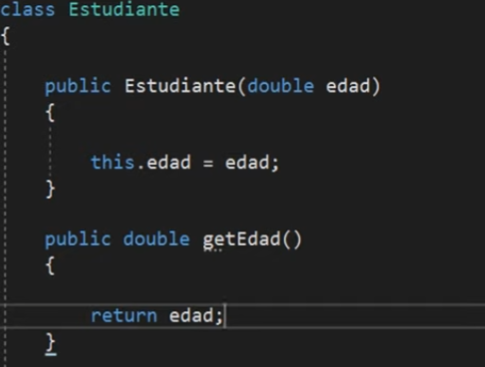 class Estudiante
{
public Estudiante(double edad)
{
this.edad = edad;
}
public double getEdad()
{
return edad;
}